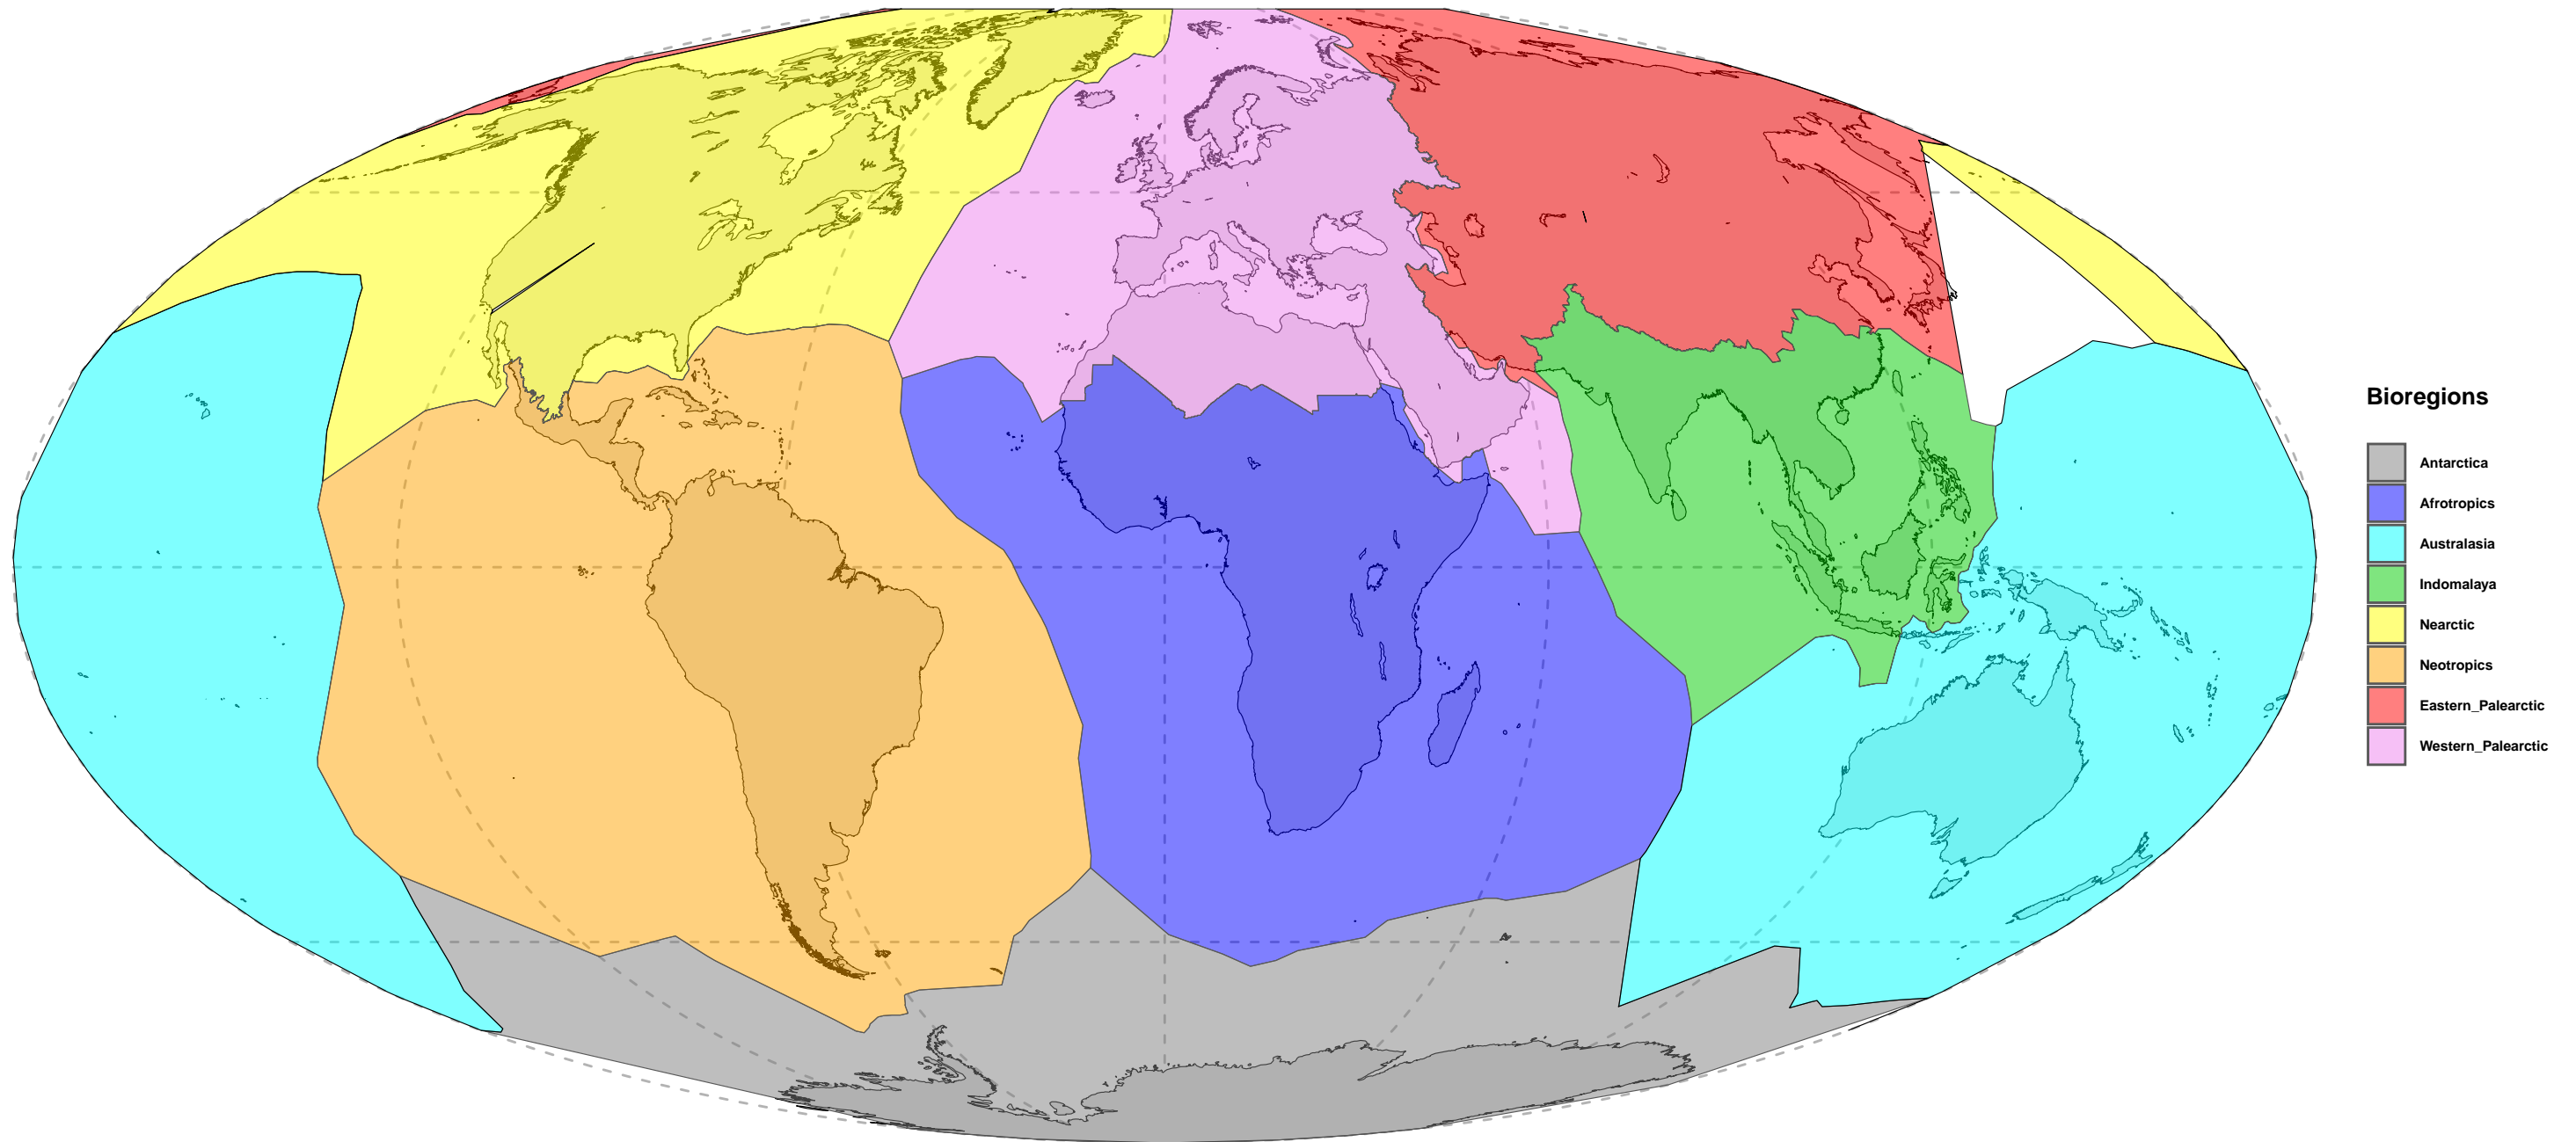 Bioregions
Antarctica
Afrotropics
Australasia
Indomalaya
Nearctic
Neotropics
Eastern_Palearctic
Western_Palearctic